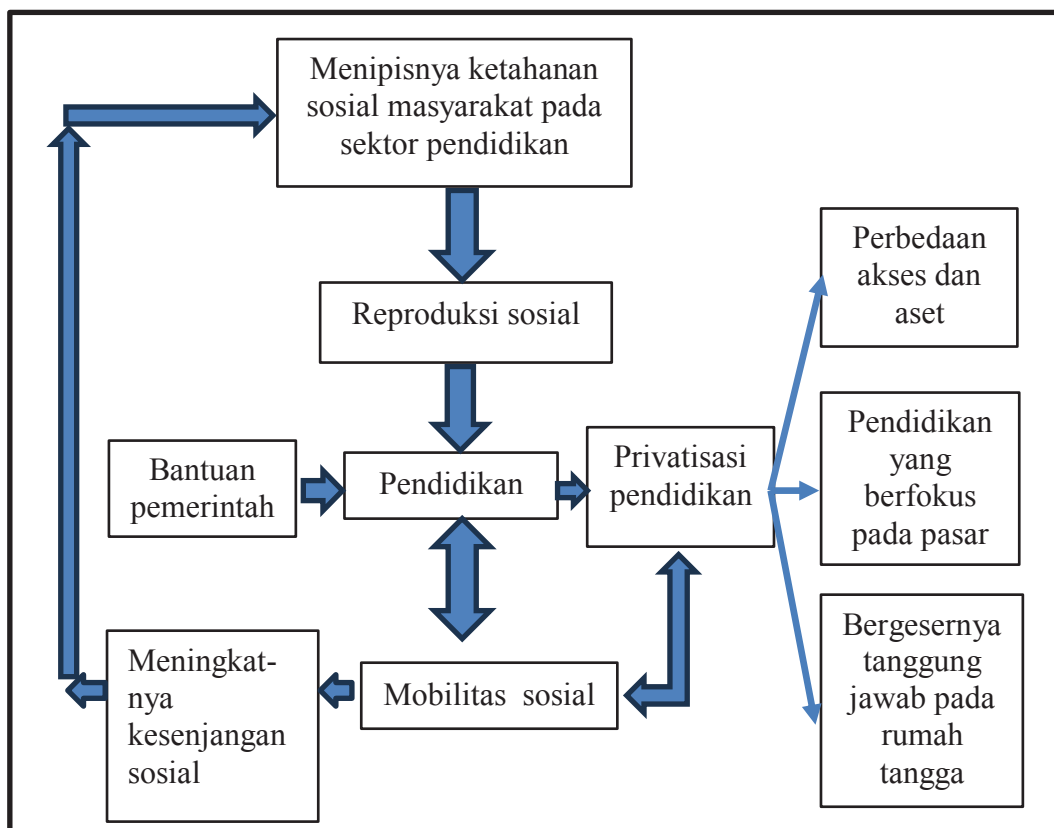 Menipisnya ketahanan
sosial masyarakat pada
sektor pendidikan
Reproduksi sosial
Bantuan
pemerintah
Pendidikan
Privatisasi
pendidikan
Perbedaan
akses dan
aset
Pendidikan
yang
berfokus
pada pasar
Bergesernya
tanggung
jawab pada
rumah
tangga
Mobilitas sosial
Meningkat-
nya
kesenjangan
sosial